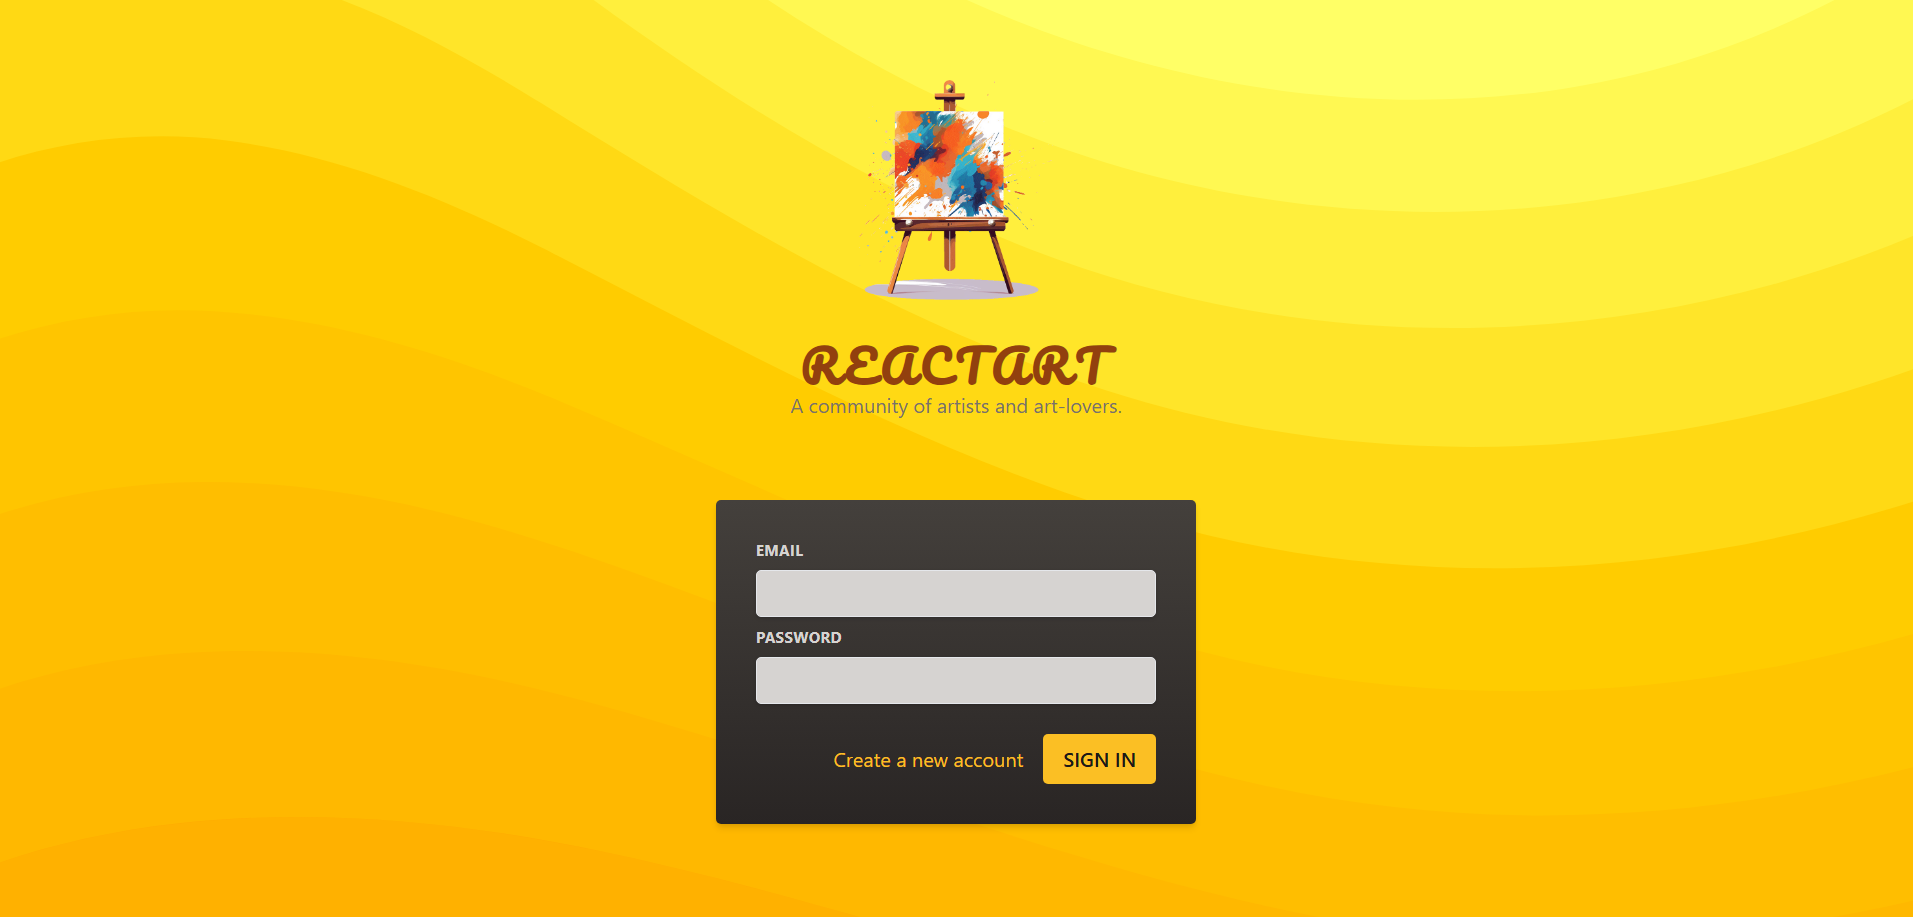 REACTART
A community of artists and art-lovers.
EMAIL
PASSWORD
Create a new account SIGN IN